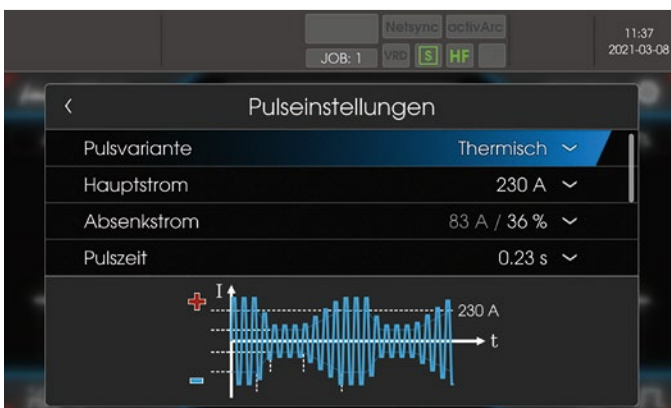 Netsync activArc
11:37
JOB: 1 VRD S HF
2021-03-08
Pulseinstellungen
Pulsvariante Thermisch
Hauptstrom 230 A
Absenkstrom 83 A / 36 %
Pulszeit 0.23 s
I
230 A
t